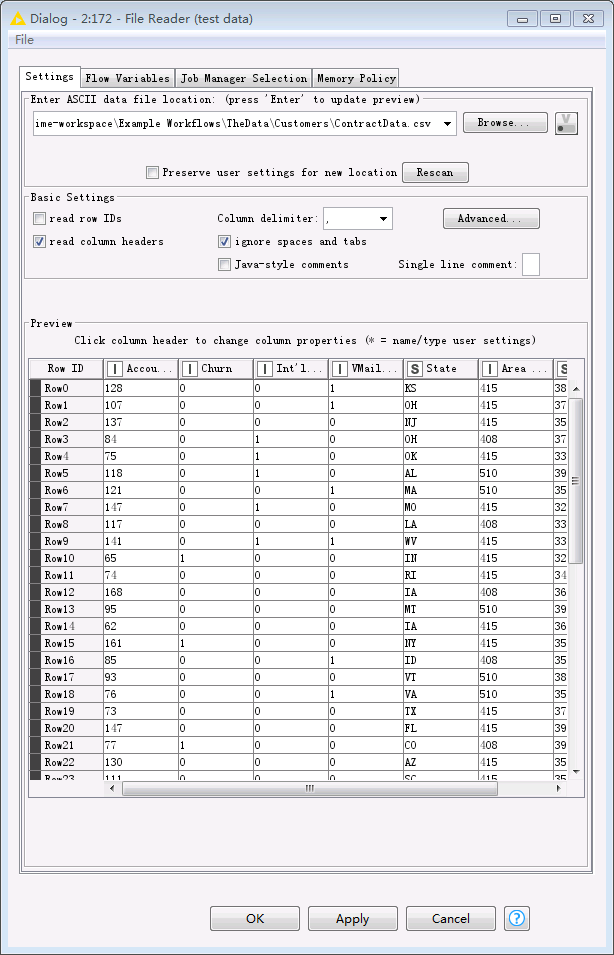 Dialog - 2:172 - File Reader (test data)
File
Settings Flow Variables Job Manager Selection Memory Policy
Enter ASCII data file location: (press 'Enter' to update preview)
ime-workspace\Example Workflows\TheData\Customers\ContractData.csv Browse... V
Preserve user settings for new location Rescan
Basic Settings
read row IDs Column delimiter: , Advanced...
read column headers ignore spaces and tabs
Java-style comments Single line comment:
Preview
Click column header to change column properties (* = name/type user settings)
Row ID I Accou... I Churn I Int'l... I VMail... S State I Area ... S
Row0 128 0 0 1 KS 415 38
Row1 107 0 0 1 OH 415 37
Row2 137 0 0 0 NJ 415 35
Row3 84 0 1 0 OH 408 37
Row4 75 0 1 0 OK 415 33
Row5 118 0 1 0 AL 510 39
Row6 121 0 0 1 MA 510 35
Row7 147 0 1 0 MO 415 32
Row8 117 0 0 0 LA 408 33
Row9 141 0 1 1 WV 415 33
Row10 65 1 0 0 IN 415 32
Row11 74 0 0 0 RI 415 34
Row12 168 0 0 0 IA 408 36
Row13 95 0 0 0 MT 510 39
Row14 62 0 0 0 IA 415 36
Row15 161 1 0 0 NY 415 35
Row16 85 0 0 1 ID 408 35
Row17 93 0 0 0 VT 510 38
Row18 76 0 0 1 VA 510 35
Row19 73 0 0 0 TX 415 37
Row20 147 0 0 0 FL 415 39
Row21 77 1 0 0 CO 408 39
Row22 130 0 0 0 AZ 415 35
Row23 111 0 0 0 SC 415 35
OK Apply Cancel ?